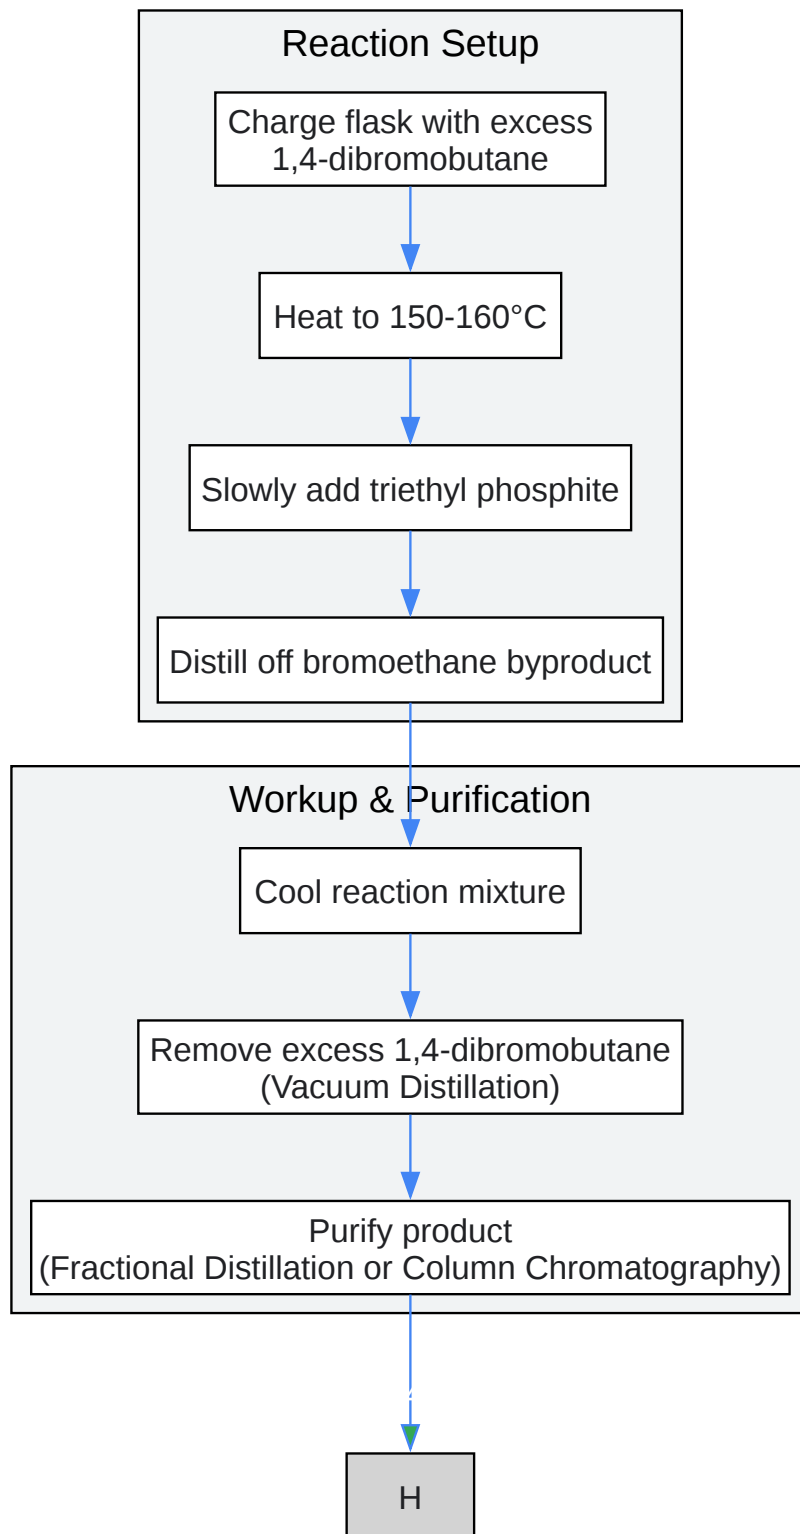 Reaction Setup
Charge flask with excess
1,4-dibromobutane
Heat to 150-160°C
Slowly add triethyl phosphite
Distill off bromoethane byproduct
Workup & Purification
Cool reaction mixture
Remove excess 1,4-dibromobutane
(Vacuum Distillation)
Purify product
(Fractional Distillation or Column Chromatography)
H